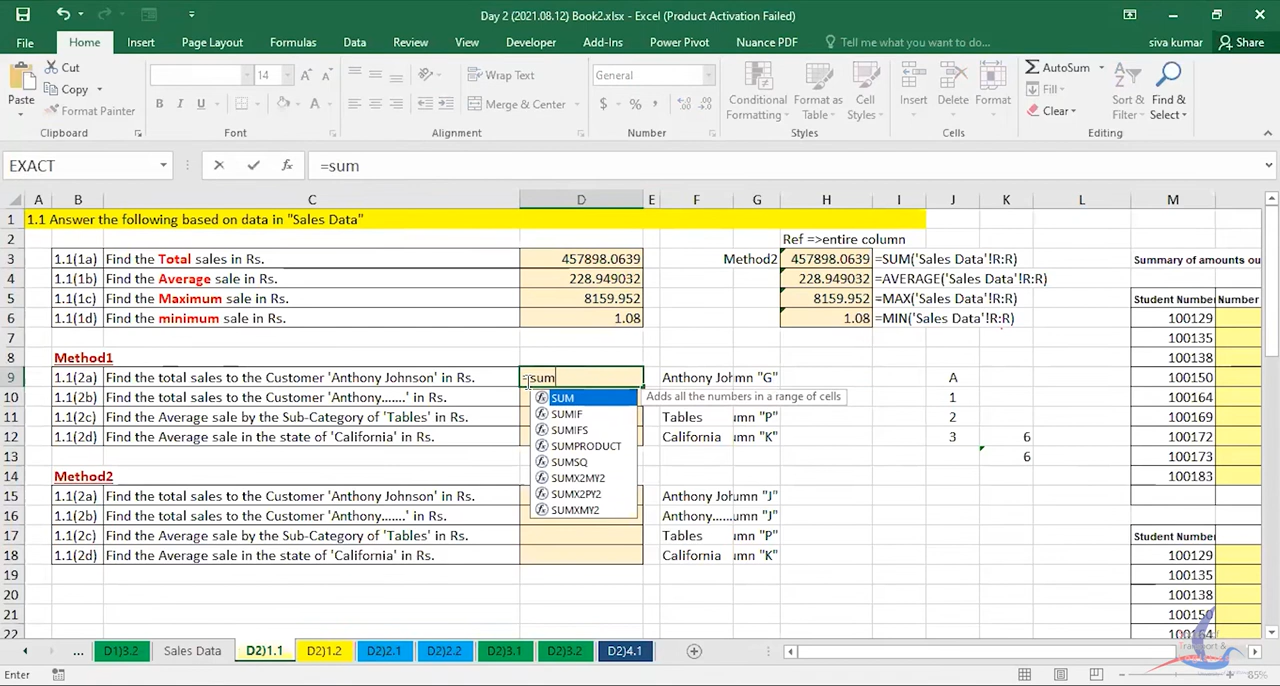 Day 2 (2021.08.12) Book2.xlsx - Excel (Product Activation Failed)
File Home Insert Page Layout Formulas Data Review View Developer Add-Ins Power Pivot Nuance PDF Tell me what you want to do... siva kumar Share
Paste Cut Copy Format Painter
14 A A Wrap Text General
B I U A Merge & Center $ % ,
Conditional Formatting Format as Table Cell Styles Insert Delete Format
AutoSum Fill Clear Sort & Filter Find & Select
Clipboard Font Alignment Number Styles Cells Editing
EXACT =sum
A B C D E F G H I J K L M
1 1.1 Answer the following based on data in "Sales Data"
2 Ref =>entire column
3 1.1(1a) Find the Total sales in Rs. 457898.0639 Method2 457898.0639 =SUM('Sales Data'!R:R) Summary of amounts ou
4 1.1(1b) Find the Average sale in Rs. 228.949032 228.949032 =AVERAGE('Sales Data'!R:R)
5 1.1(1c) Find the Maximum sale in Rs. 8159.952 8159.952 =MAX('Sales Data'!R:R) Student Number Number
6 1.1(1d) Find the minimum sale in Rs. 1.08 1.08 =MIN('Sales Data'!R:R) 100129
7 100135
8 Method1 100138
9 1.1(2a) Find the total sales to the Customer 'Anthony Johnson' in Rs. =sum Anthony Joh mn "G" A 100150
10 1.1(2b) Find the total sales to the Customer 'Anthony.......' in Rs. SUM Adds all the numbers in a range of cells 1 100164
11 1.1(2c) Find the Average sale by the Sub-Category of 'Tables' in Rs. SUMIF Tables umn "P" 2 100169
12 1.1(2d) Find the Average sale in the state of 'California' in Rs. SUMIFS California umn "K" 3 6 100172
13 SUMPRODUCT 6 100173
14 Method2 SUMSQ 100183
15 1.1(2a) Find the total sales to the Customer 'Anthony Johnson' in Rs. SUMX2MY2 Anthony Joh umn "J"
16 1.1(2b) Find the total sales to the Customer 'Anthony.......' in Rs. SUMX2PY2 SUMXMY2 Anthony...... umn "J"
17 1.1(2c) Find the Average sale by the Sub-Category of 'Tables' in Rs. Tables umn "P" Student Number
18 1.1(2d) Find the Average sale in the state of 'California' in Rs. California umn "K" 100129
19 100135
20 100138
21 100150
22 100164
... D1)3.2 Sales Data D2)1.1 D2)1.2 D2)2.1 D2)2.2 D2)3.1 D2)3.2 D2)4.1
Transport &
Enter 85%